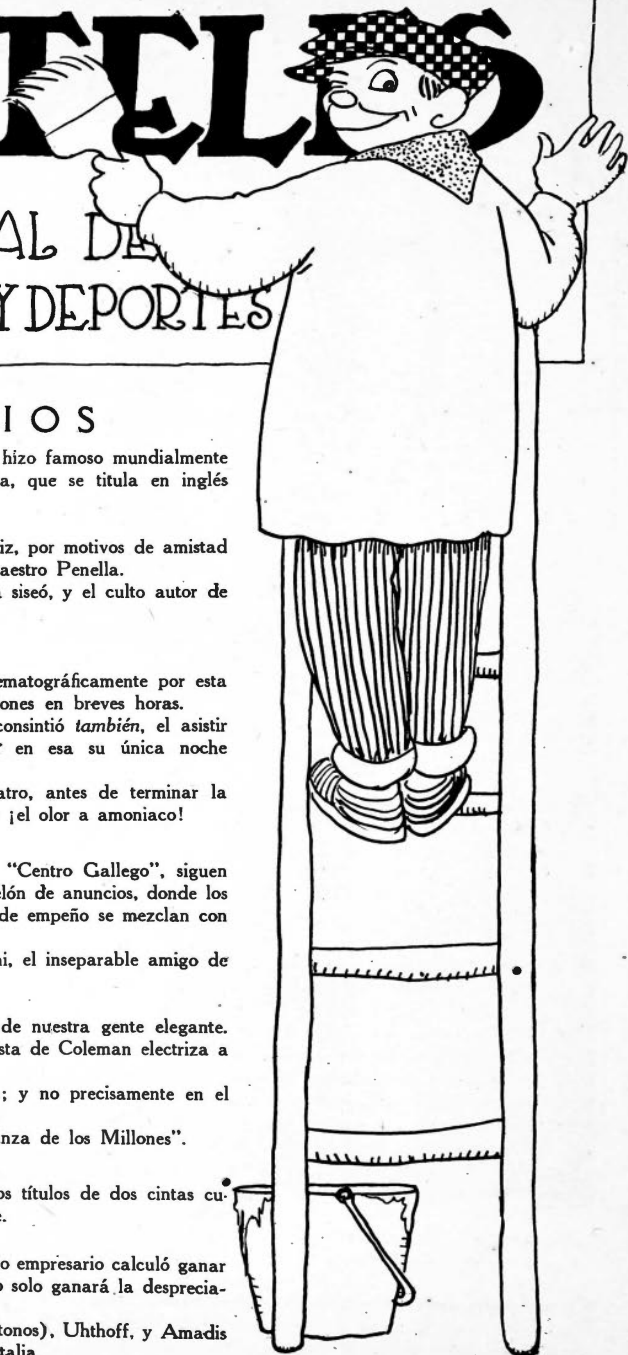 TELES
AL DE
Y DEPORTES
IOS
hizo famoso mundialmente
a, que se titula en inglés
iz, por motivos de amistad
aestro Penella.
siseó, y el culto autor de
ematográficamente por esta
ones en breves horas.
consintió también, el asistir
en esa su única noche
atro, antes de terminar la
¡el olor a amoniaco!
"Centro Gallego", siguen
elón de anuncios, donde los
de empeño se mezclan con
ni, el inseparable amigo de
de nuestra gente elegante.
sta de Coleman electriza a
; y no precisamente en el
nza de los Millones".
os títulos de dos cintas cu-
e.
o empresario calculó ganar
o solo ganará la desprecia-
tonos), Uhthoff, y Amadis
talia.